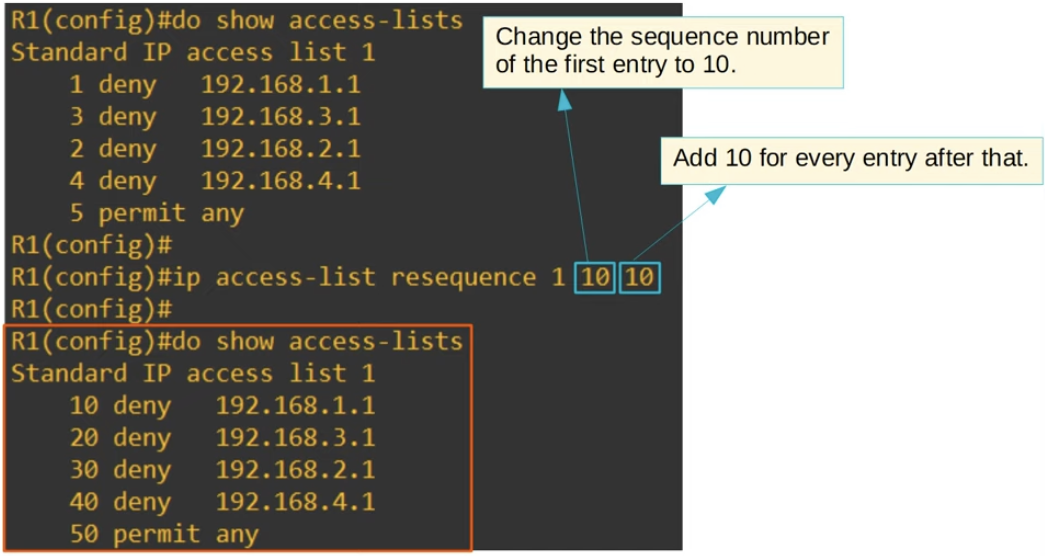 R1(config)#do show access-lists
Standard IP access list 1
1 deny 192.168.1.1
3 deny 192.168.3.1
2 deny 192.168.2.1
4 deny 192.168.4.1
5 permit any
R1(config)#
R1(config)#ip access-list resequence 1 10 10
R1(config)#
R1(config)#do show access-lists
Standard IP access list 1
10 deny 192.168.1.1
20 deny 192.168.3.1
30 deny 192.168.2.1
40 deny 192.168.4.1
50 permit any
Change the sequence number
of the first entry to 10.
Add 10 for every entry after that.